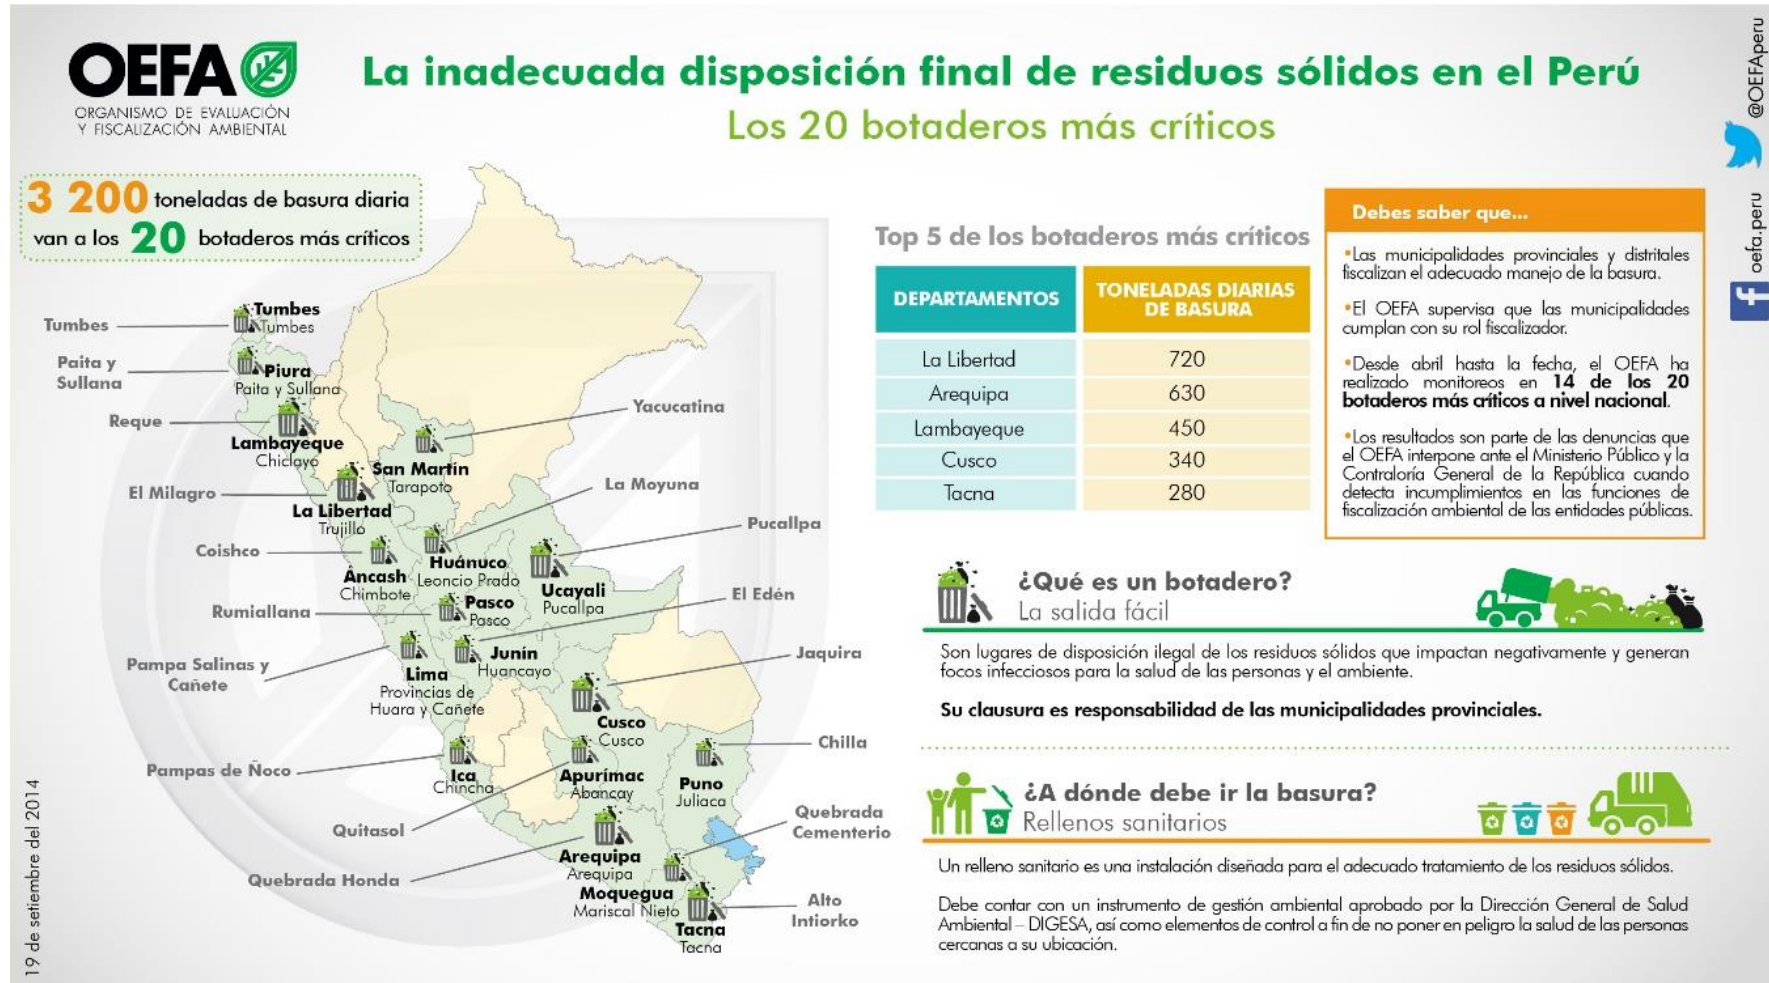 OEFA
ORGANISMO DE EVALUACIÓN
Y FISCALIZACIÓN AMBIENTAL
La inadecuada disposición final de residuos sólidos en el Perú
Los 20 botaderos más críticos
@OEFAperu
oefa.peru
3 200 toneladas de basura diaria
van a los 20 botaderos más críticos
Tumbes
Tumbes
Tumbes
Paita y
Sullana
Piura
Paita y Sullana
Reque
Lambayeque
Chiclayo
Yacucatina
San Martín
Tarapoto
El Milagro
La Libertad
Trujillo
La Moyuna
Huánuco
Leoncio Prado
Coishco
Áncash
Chimbote
Pucallpa
Ucayali
Pucallpa
Rumiallana
Pasco
Pasco
El Edén
Junín
Huancayo
Pampa Salinas y
Cañete
Lima
Provincias de
Huara y Cañete
Jaquira
Cusco
Cusco
Pampas de Ñoco
Ica
Chincha
Quitasol
Apurímac
Abancay
Chilla
Puno
Juliaca
Quebrada Honda
Arequipa
Arequipa
Quebrada
Cementerio
Moquegua
Mariscal Nieto
Alto
Intiorko
Tacna
Tacna
19 de setiembre del 2014
Top 5 de los botaderos más críticos
DEPARTAMENTOS TONELADAS DIARIAS
DE BASURA
La Libertad 720
Arequipa 630
Lambayeque 450
Cusco 340
Tacna 280
Debes saber que...
•Las municipalidades provinciales y distritales
fiscalizan el adecuado manejo de la basura.
•El OEFA supervisa que las municipalidades
cumplan con su rol fiscalizador.
•Desde abril hasta la fecha, el OEFA ha
realizado monitoreos en 14 de los 20
botaderos más críticos a nivel nacional.
•Los resultados son parte de las denuncias que
el OEFA interpone ante el Ministerio Público y la
Contraloría General de la República cuando
detecta incumplimientos en las funciones de
fiscalización ambiental de las entidades públicas.
¿Qué es un botadero?
La salida fácil
Son lugares de disposición ilegal de los residuos sólidos que impactan negativamente y generan
focos infecciosos para la salud de las personas y el ambiente.
Su clausura es responsabilidad de las municipalidades provinciales.
¿A dónde debe ir la basura?
Rellenos sanitarios
Un relleno sanitario es una instalación diseñada para el adecuado tratamiento de los residuos sólidos.
Debe contar con un instrumento de gestión ambiental aprobado por la Dirección General de Salud
Ambiental – DIGESA, así como elementos de control a fin de no poner en peligro la salud de las personas
cercanas a su ubicación.